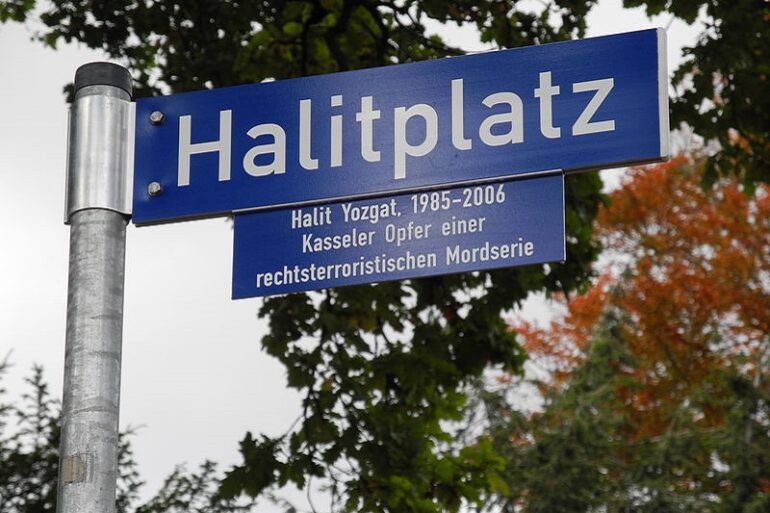 Halitplatz
Halit Yozgat, 1985–2006
Kasseler Opfer einer
rechtsterroristischen Mordserie